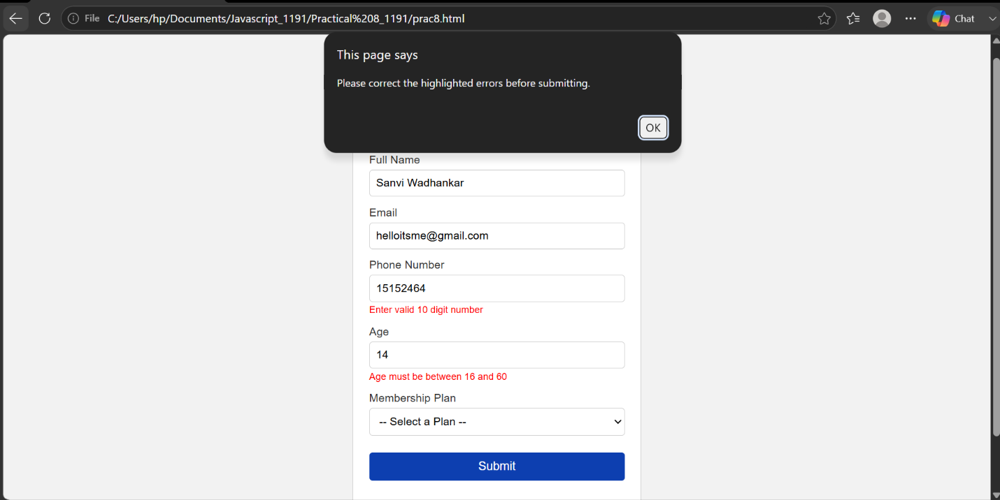 File C:/Users/hp/Documents/Javascript_1191/Practical%208_1191/prac8.html
Chat
This page says
Please correct the highlighted errors before submitting.
OK
Full Name
Sanvi Wadhankar
Email
helloitsme@gmail.com
Phone Number
15152464
Enter valid 10 digit number
Age
14
Age must be between 16 and 60
Membership Plan
-- Select a Plan --
Submit